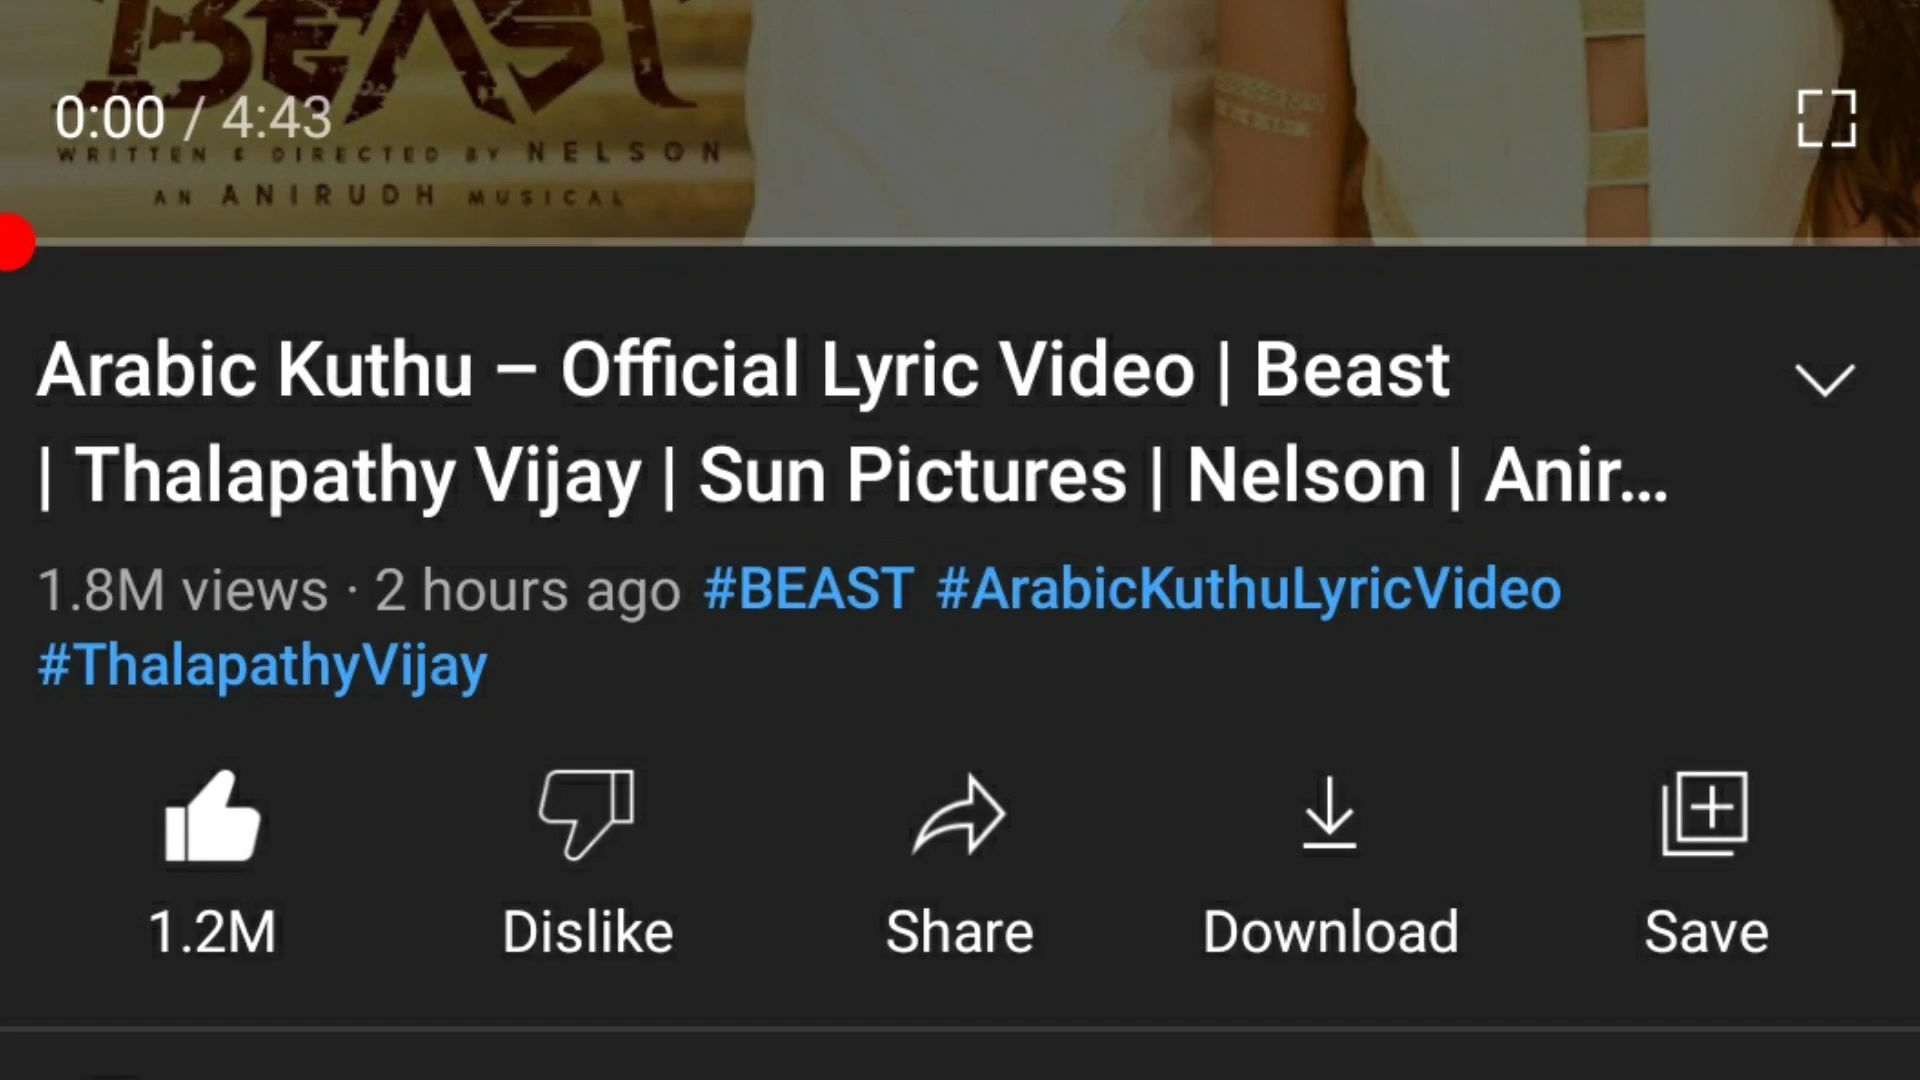 BEAST
0:00 / 4:43
WRITTEN & DIRECTED BY NELSON
AN ANIRUDH MUSICAL
Arabic Kuthu – Official Lyric Video | Beast
| Thalapathy Vijay | Sun Pictures | Nelson | Anir...
1.8M views · 2 hours ago #BEAST #ArabicKuthuLyricVideo
#ThalapathyVijay
1.2M Dislike Share Download Save